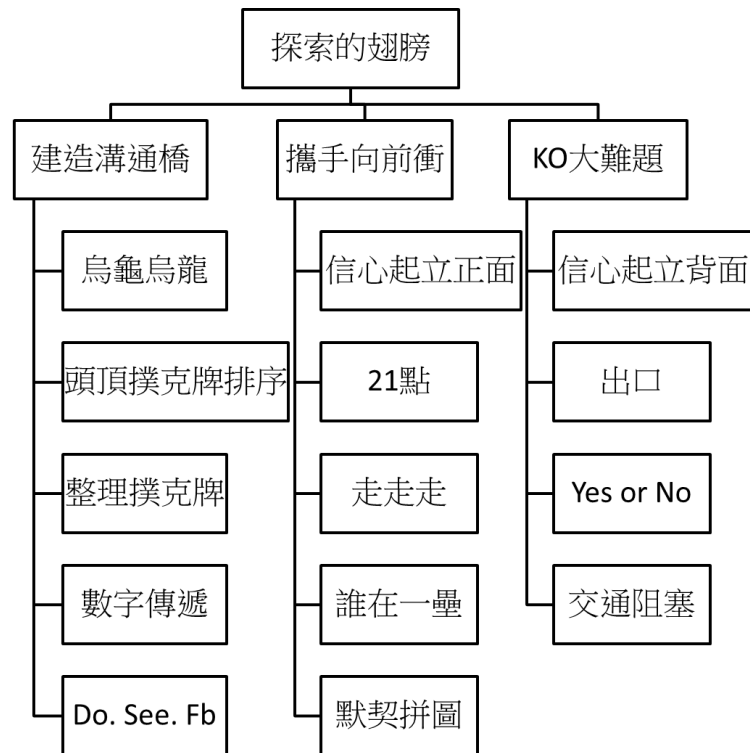 探索的翅膀
建造溝通橋
烏龜烏龍
頭頂撲克牌排序
整理撲克牌
數字傳遞
Do. See. Fb
攜手向前衝
信心起立正面
21點
走走走
誰在一壘
默契拼圖
KO大難題
信心起立背面
出口
Yes or No
交通阻塞